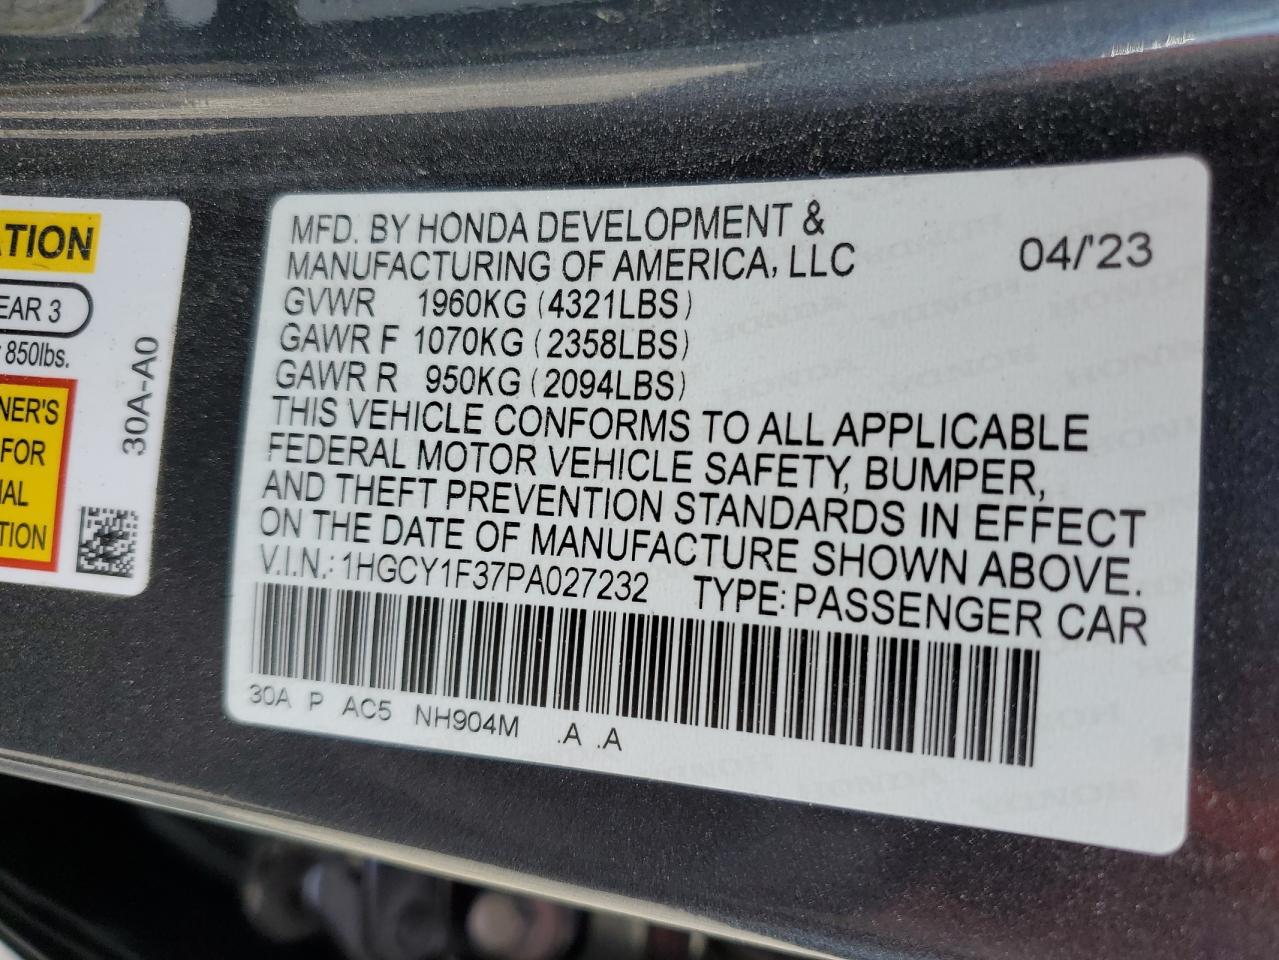 ATION
EAR 3
850lbs.
NER'S
FOR
IAL
TION
30A-A0
MFD. BY HONDA DEVELOPMENT &
MANUFACTURING OF AMERICA, LLC 04/'23
GVWR 1960KG (4321LBS)
GAWR F 1070KG (2358LBS)
GAWR R 950KG (2094LBS)
THIS VEHICLE CONFORMS TO ALL APPLICABLE
FEDERAL MOTOR VEHICLE SAFETY, BUMPER,
AND THEFT PREVENTION STANDARDS IN EFFECT
ON THE DATE OF MANUFACTURE SHOWN ABOVE.
V.I.N.: 1HGCY1F37PA027232 TYPE: PASSENGER CAR
30A P AC5 NH904M .A .A